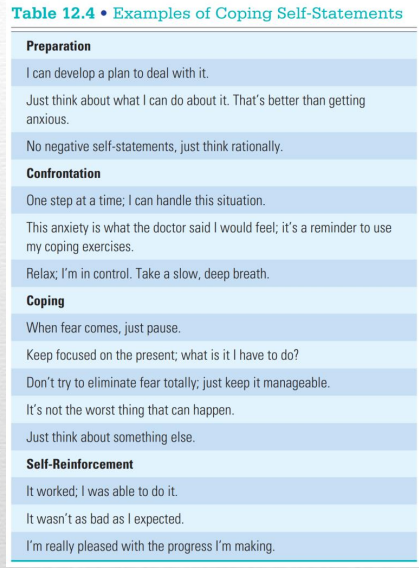 Table 12.4 • Examples of Coping Self-Statements
Preparation
I can develop a plan to deal with it.
Just think about what I can do about it. That's better than getting
anxious.
No negative self-statements, just think rationally.
Confrontation
One step at a time; I can handle this situation.
This anxiety is what the doctor said I would feel; it's a reminder to use
my coping exercises.
Relax; I'm in control. Take a slow, deep breath.
Coping
When fear comes, just pause.
Keep focused on the present; what is it I have to do?
Don't try to eliminate fear totally; just keep it manageable.
It's not the worst thing that can happen.
Just think about something else.
Self-Reinforcement
It worked; I was able to do it.
It wasn't as bad as I expected.
I'm really pleased with the progress I'm making.